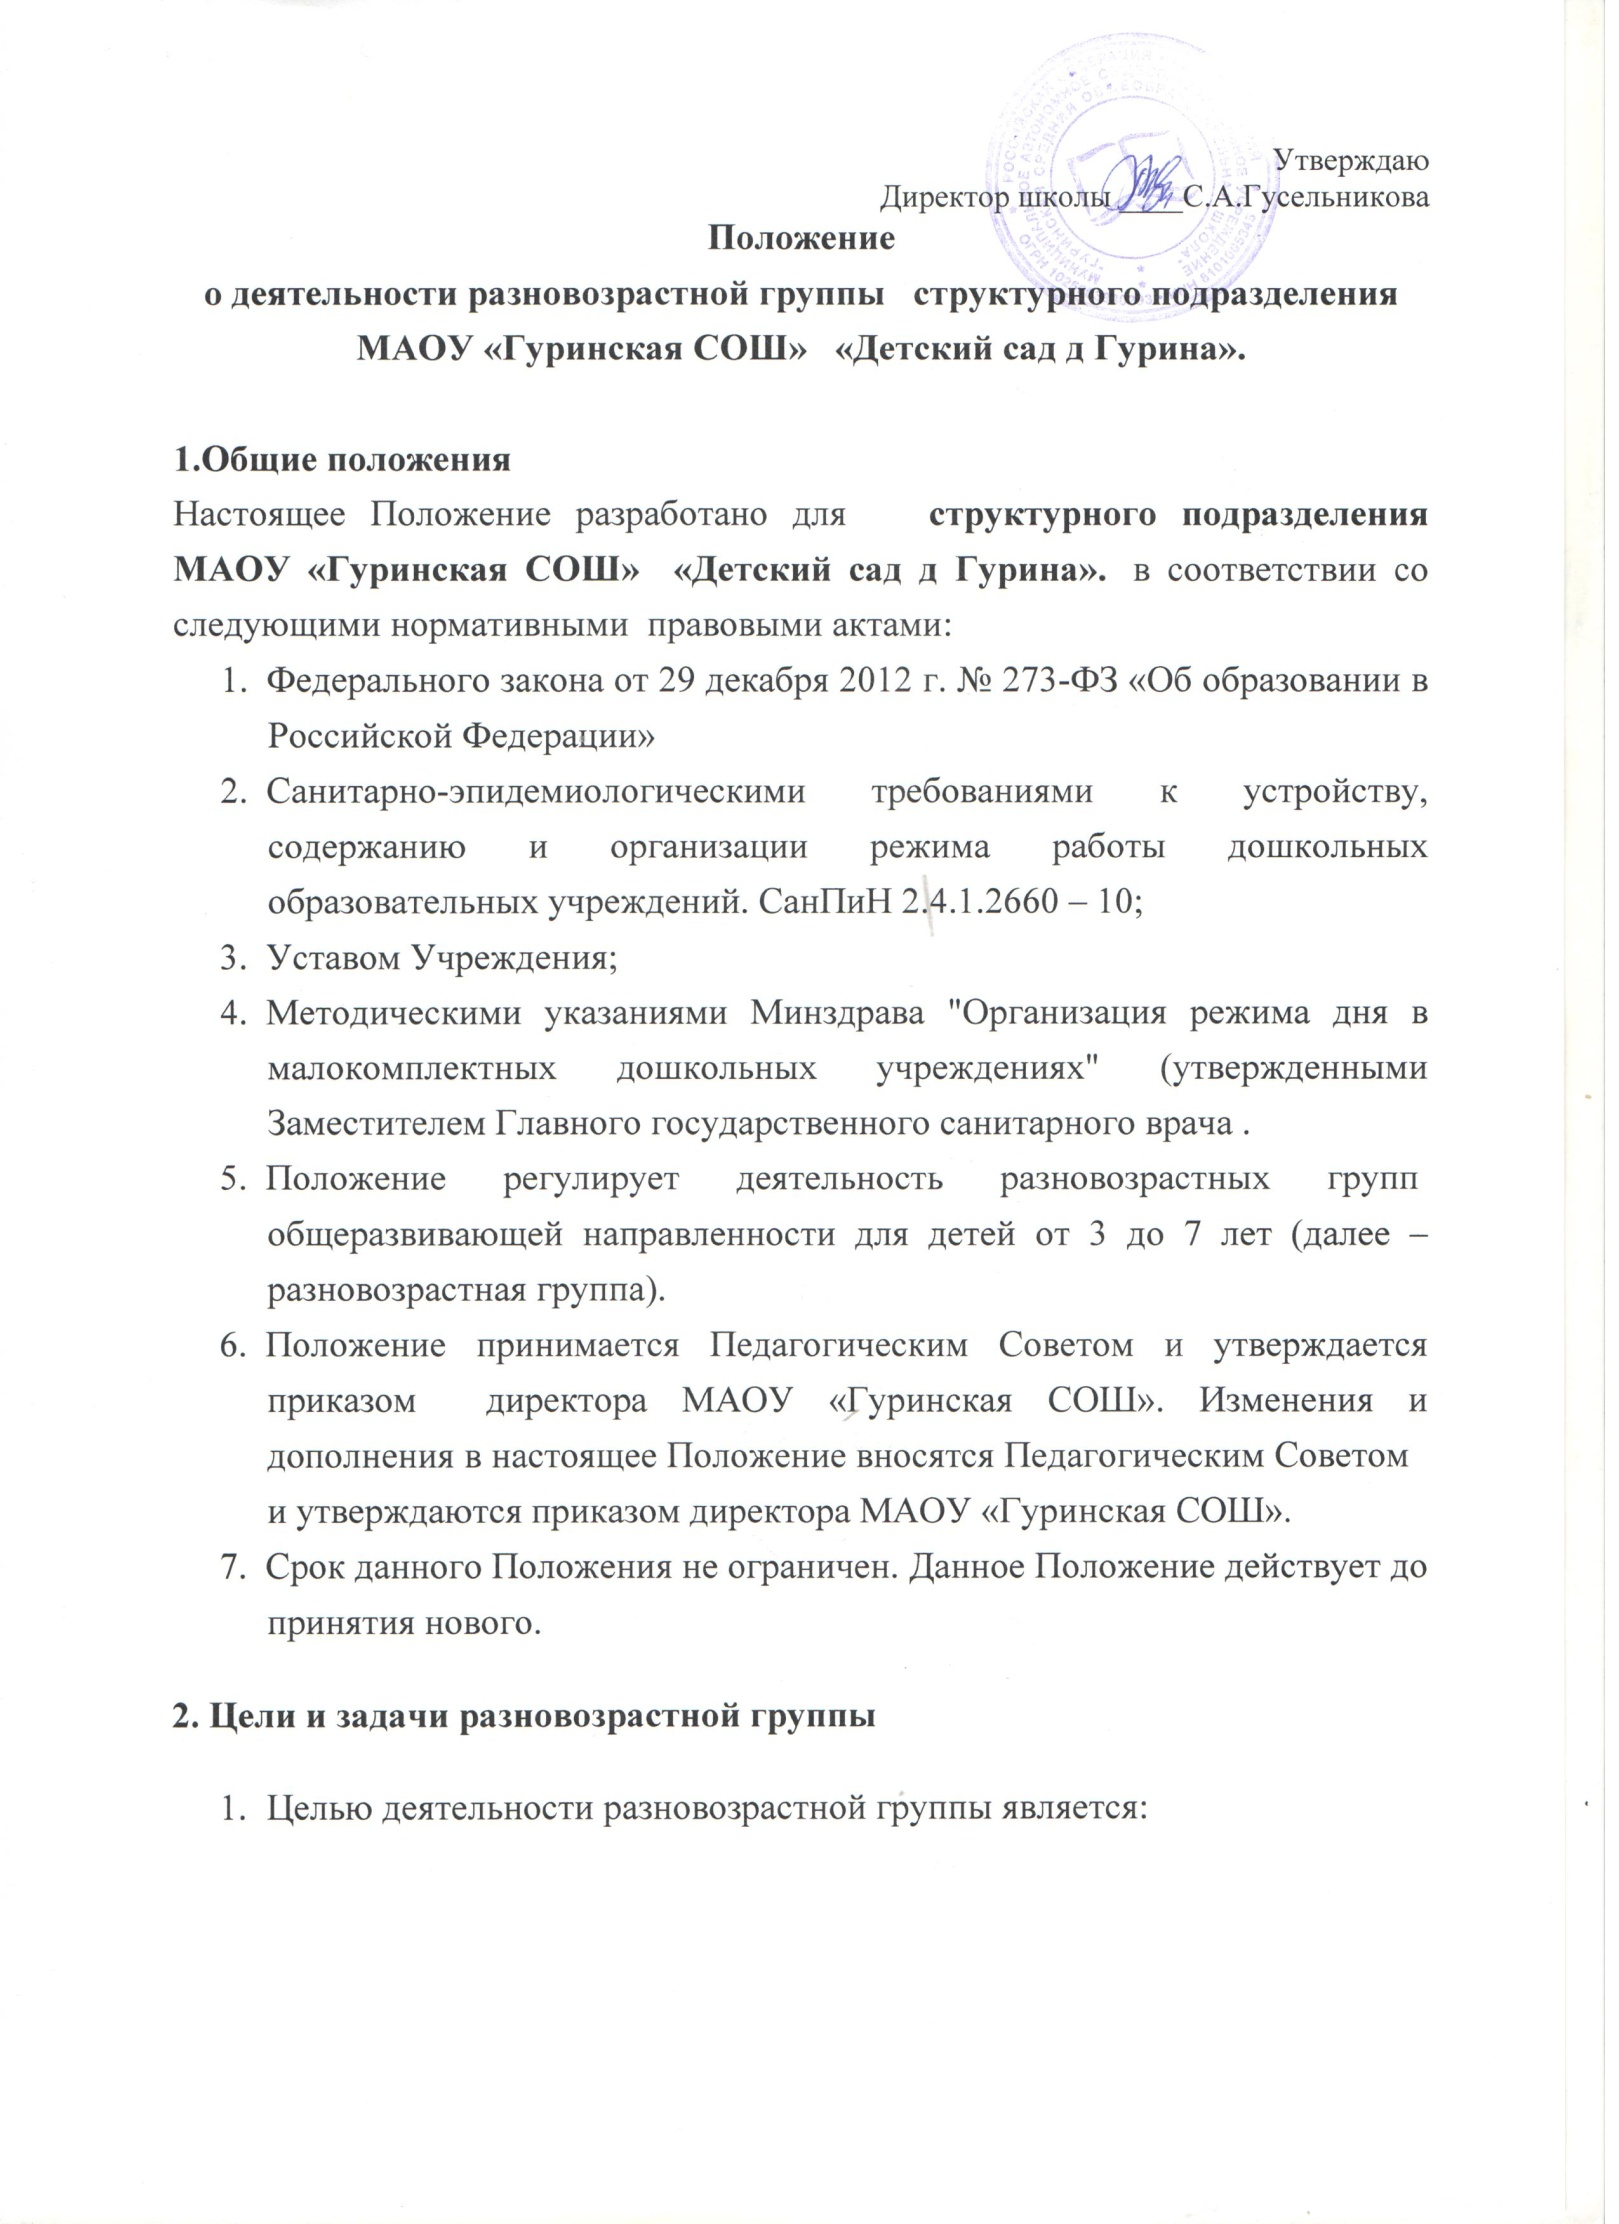 Утверждаю
Директор школы ____С.А.Гусельникова
Положение
о деятельности разновозрастной группы структурного подразделения
МАОУ «Гуринская СОШ» «Детский сад д Гурина».
1.Общие положения
Настоящее Положение разработано для структурного подразделения
МАОУ «Гуринская СОШ» «Детский сад д Гурина». в соответствии со
следующими нормативными правовыми актами:
1. Федерального закона от 29 декабря 2012 г. № 273-ФЗ «Об образовании в
Российской Федерации»
2. Санитарно-эпидемиологическими требованиями к устройству,
содержанию и организации режима работы дошкольных
образовательных учреждений. СанПиН 2.4.1.2660 – 10;
3. Уставом Учреждения;
4. Методическими указаниями Минздрава "Организация режима дня в
малокомплектных дошкольных учреждениях" (утвержденными
Заместителем Главного государственного санитарного врача .
5. Положение регулирует деятельность разновозрастных групп
общеразвивающей направленности для детей от 3 до 7 лет (далее –
разновозрастная группа).
6. Положение принимается Педагогическим Советом и утверждается
приказом директора МАОУ «Гуринская СОШ». Изменения и
дополнения в настоящее Положение вносятся Педагогическим Советом
и утверждаются приказом директора МАОУ «Гуринская СОШ».
7. Срок данного Положения не ограничен. Данное Положение действует до
принятия нового.
2. Цели и задачи разновозрастной группы
1. Целью деятельности разновозрастной группы является: